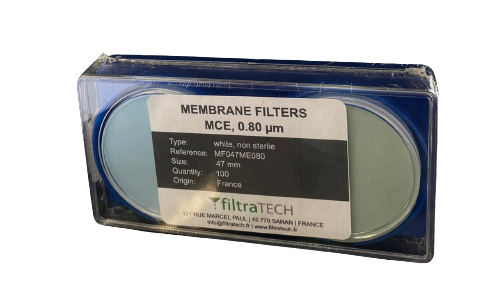 MEMBRANE FILTERS
MCE, 0.80 µm
Type: white, non sterile
Reference: MF047ME080
Size: 47 mm
Quantity: 100
Origin: France
filtraTECH
121 RUE MARCEL PAUL | 45 770 SARAN | FRANCE
info@filtratech.fr | www.filtratech.fr